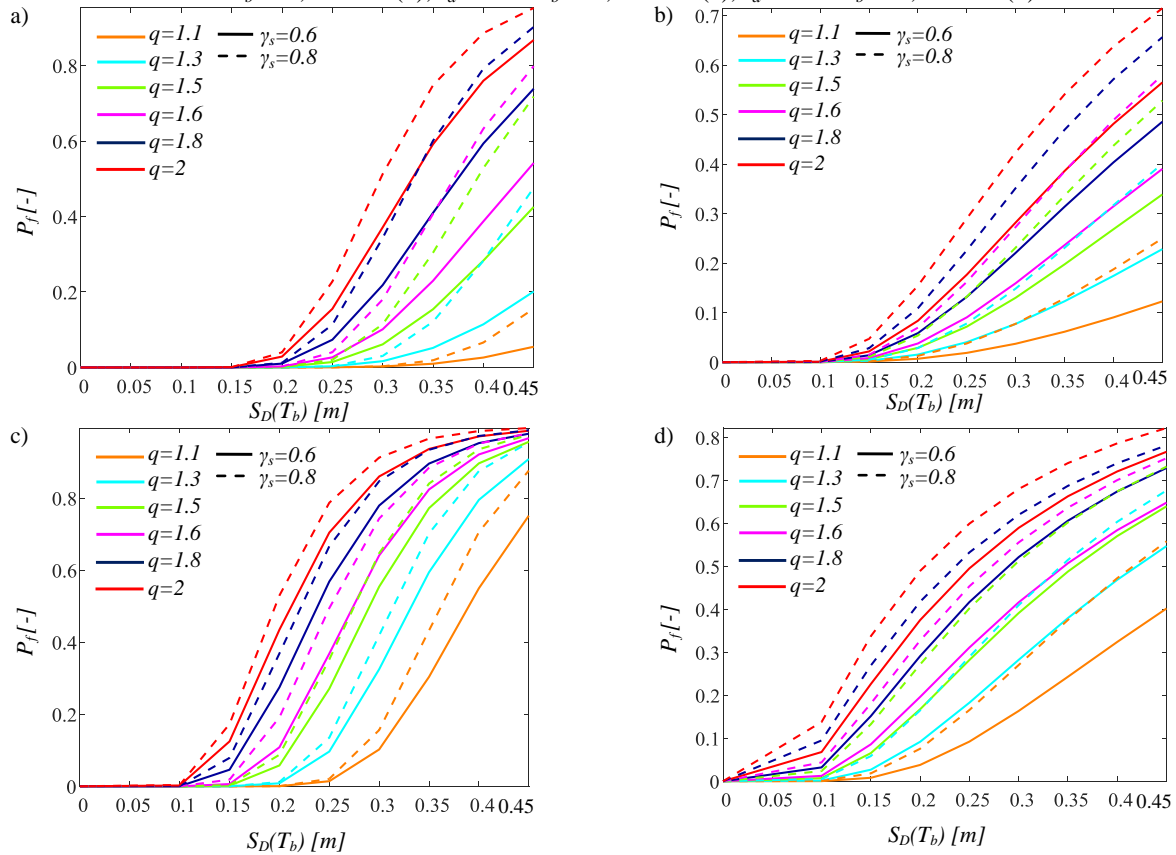 a)
q=1.1
q=1.3
q=1.5
q=1.6
q=1.8
q=2
γs=0.6
γs=0.8
Pf [-]
0.8
0.6
0.4
0.2
0
0 0.05 0.1 0.15 0.2 0.25 0.3 0.35 0.4 0.45
SD(Tb) [m]
b)
q=1.1
q=1.3
q=1.5
q=1.6
q=1.8
q=2
γs=0.6
γs=0.8
Pf [-]
0.7
0.6
0.5
0.4
0.3
0.2
0.1
0
0 0.05 0.1 0.15 0.2 0.25 0.3 0.35 0.4 0.45
SD(Tb) [m]
c)
q=1.1
q=1.3
q=1.5
q=1.6
q=1.8
q=2
γs=0.6
γs=0.8
Pf [-]
0.8
0.6
0.4
0.2
0
0 0.05 0.1 0.15 0.2 0.25 0.3 0.35 0.4 0.45
SD(Tb) [m]
d)
q=1.1
q=1.3
q=1.5
q=1.6
q=1.8
q=2
γs=0.6
γs=0.8
Pf [-]
0.8
0.7
0.6
0.5
0.4
0.3
0.2
0.1
0
0 0.05 0.1 0.15 0.2 0.25 0.3 0.35 0.4 0.45
SD(Tb) [m]